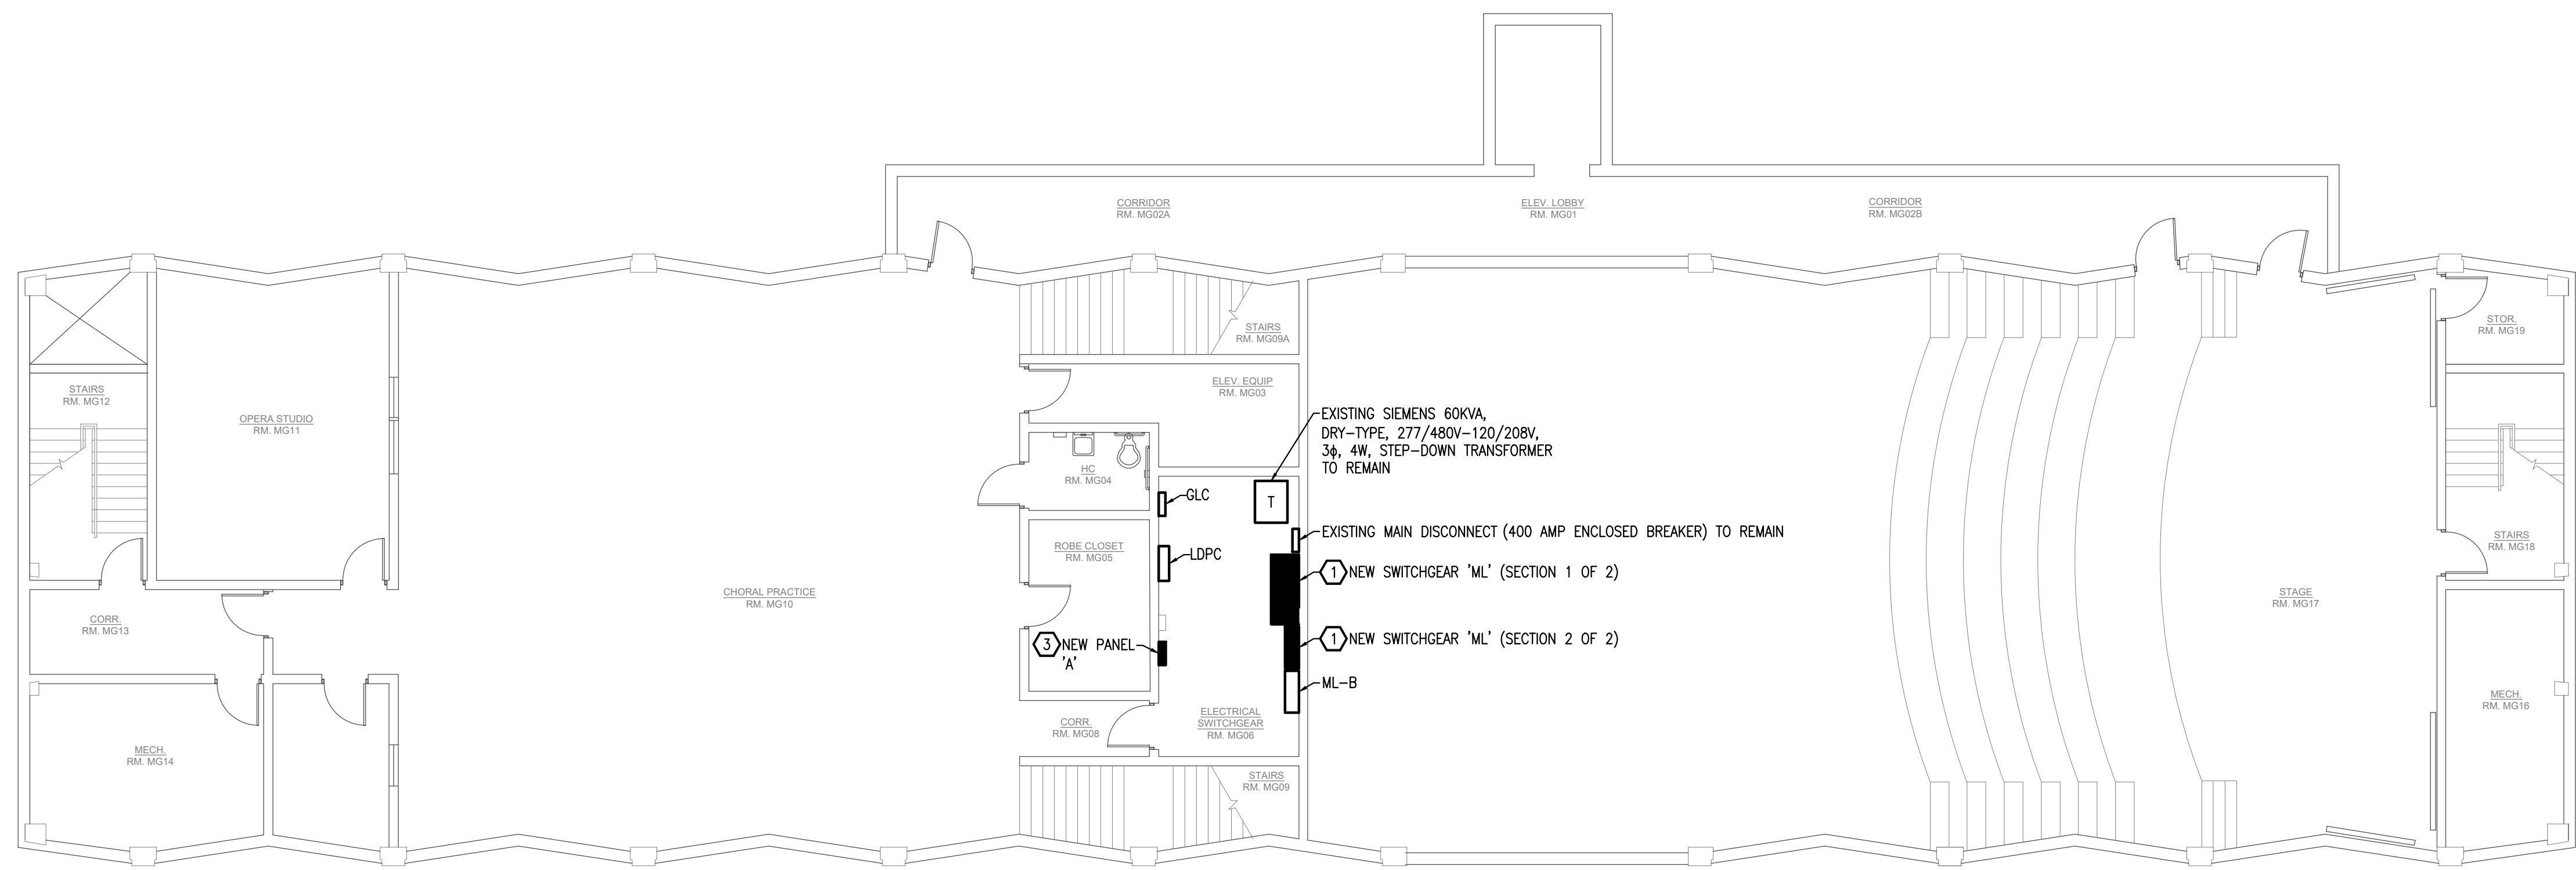 CORRIDOR
RM. MG02A
ELEV. LOBBY
RM. MG01
CORRIDOR
RM. MG02B
STAIRS
RM. MG09A
STOR.
RM. MG19
STAIRS
RM. MG12
OPERA STUDIO
RM. MG11
ELEV. EQUIP
RM. MG03
EXISTING SIEMENS 60KVA,
DRY-TYPE, 277/480V-120/208V,
3ϕ, 4W, STEP-DOWN TRANSFORMER
TO REMAIN
HC
RM. MG04
GLC
T
EXISTING MAIN DISCONNECT (400 AMP ENCLOSED BREAKER) TO REMAIN
ROBE CLOSET
RM. MG05
LDPC
STAIRS
RM. MG18
1 NEW SWITCHGEAR 'ML' (SECTION 1 OF 2)
CHORAL PRACTICE
RM. MG10
STAGE
RM. MG17
CORR.
RM. MG13
3 NEW PANEL
'A'
1 NEW SWITCHGEAR 'ML' (SECTION 2 OF 2)
ML-B
MECH.
RM. MG16
ELECTRICAL
SWITCHGEAR
RM. MG06
CORR.
RM. MG08
MECH.
RM. MG14
STAIRS
RM. MG09